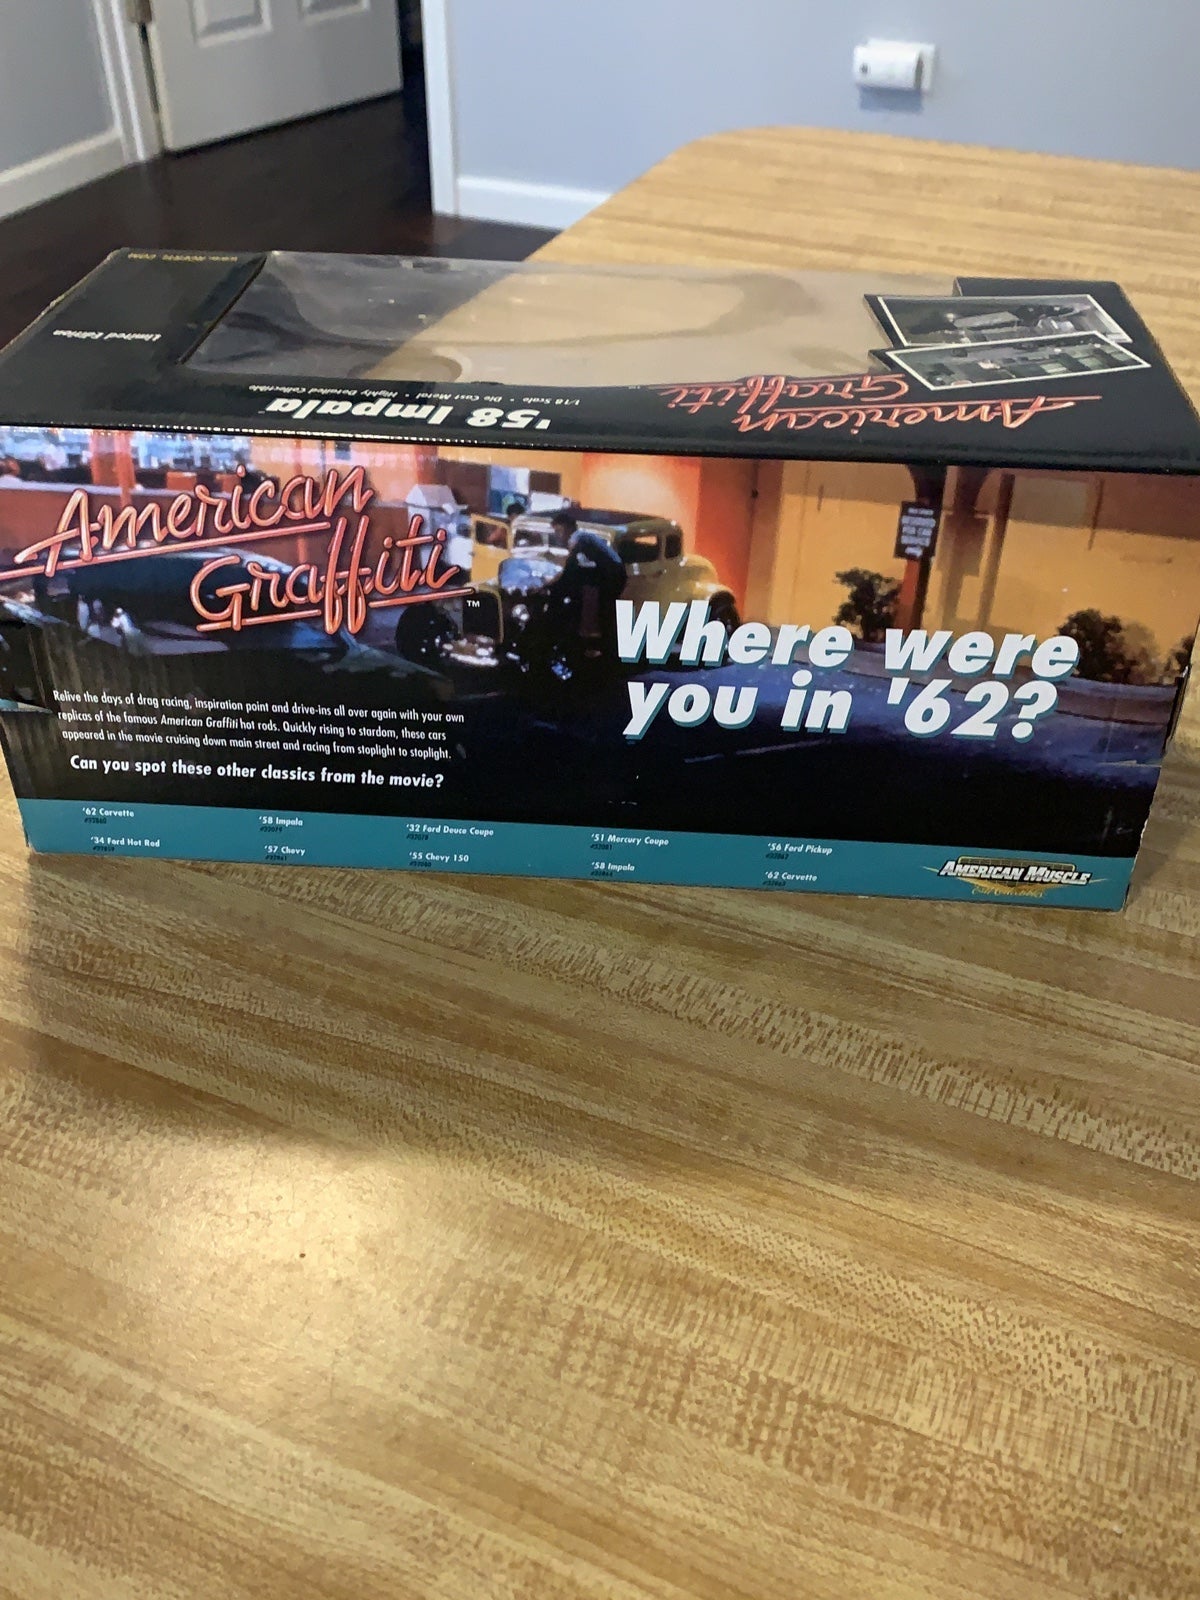 Limited Edition
1/18 Scale • Die Cast Metal • Highly Detailed Collectible
'58 Impala
American
Graffiti
American
Graffiti™
Where were
you in '62?
Relive the days of drag racing, inspiration point and drive-ins all over again with your own
replicas of the famous American Graffiti hot rods. Quickly rising to stardom, these cars
appeared in the movie cruising down main street and racing from stoplight to stoplight.
Can you spot these other classics from the movie?
'62 Corvette
'34 Ford Hot Rod
'58 Impala
'57 Chevy
'32 Ford Deuce Coupe
'55 Chevy 150
'51 Mercury Coupe
'58 Impala
'56 Ford Pickup
'62 Corvette
AMERICAN MUSCLE